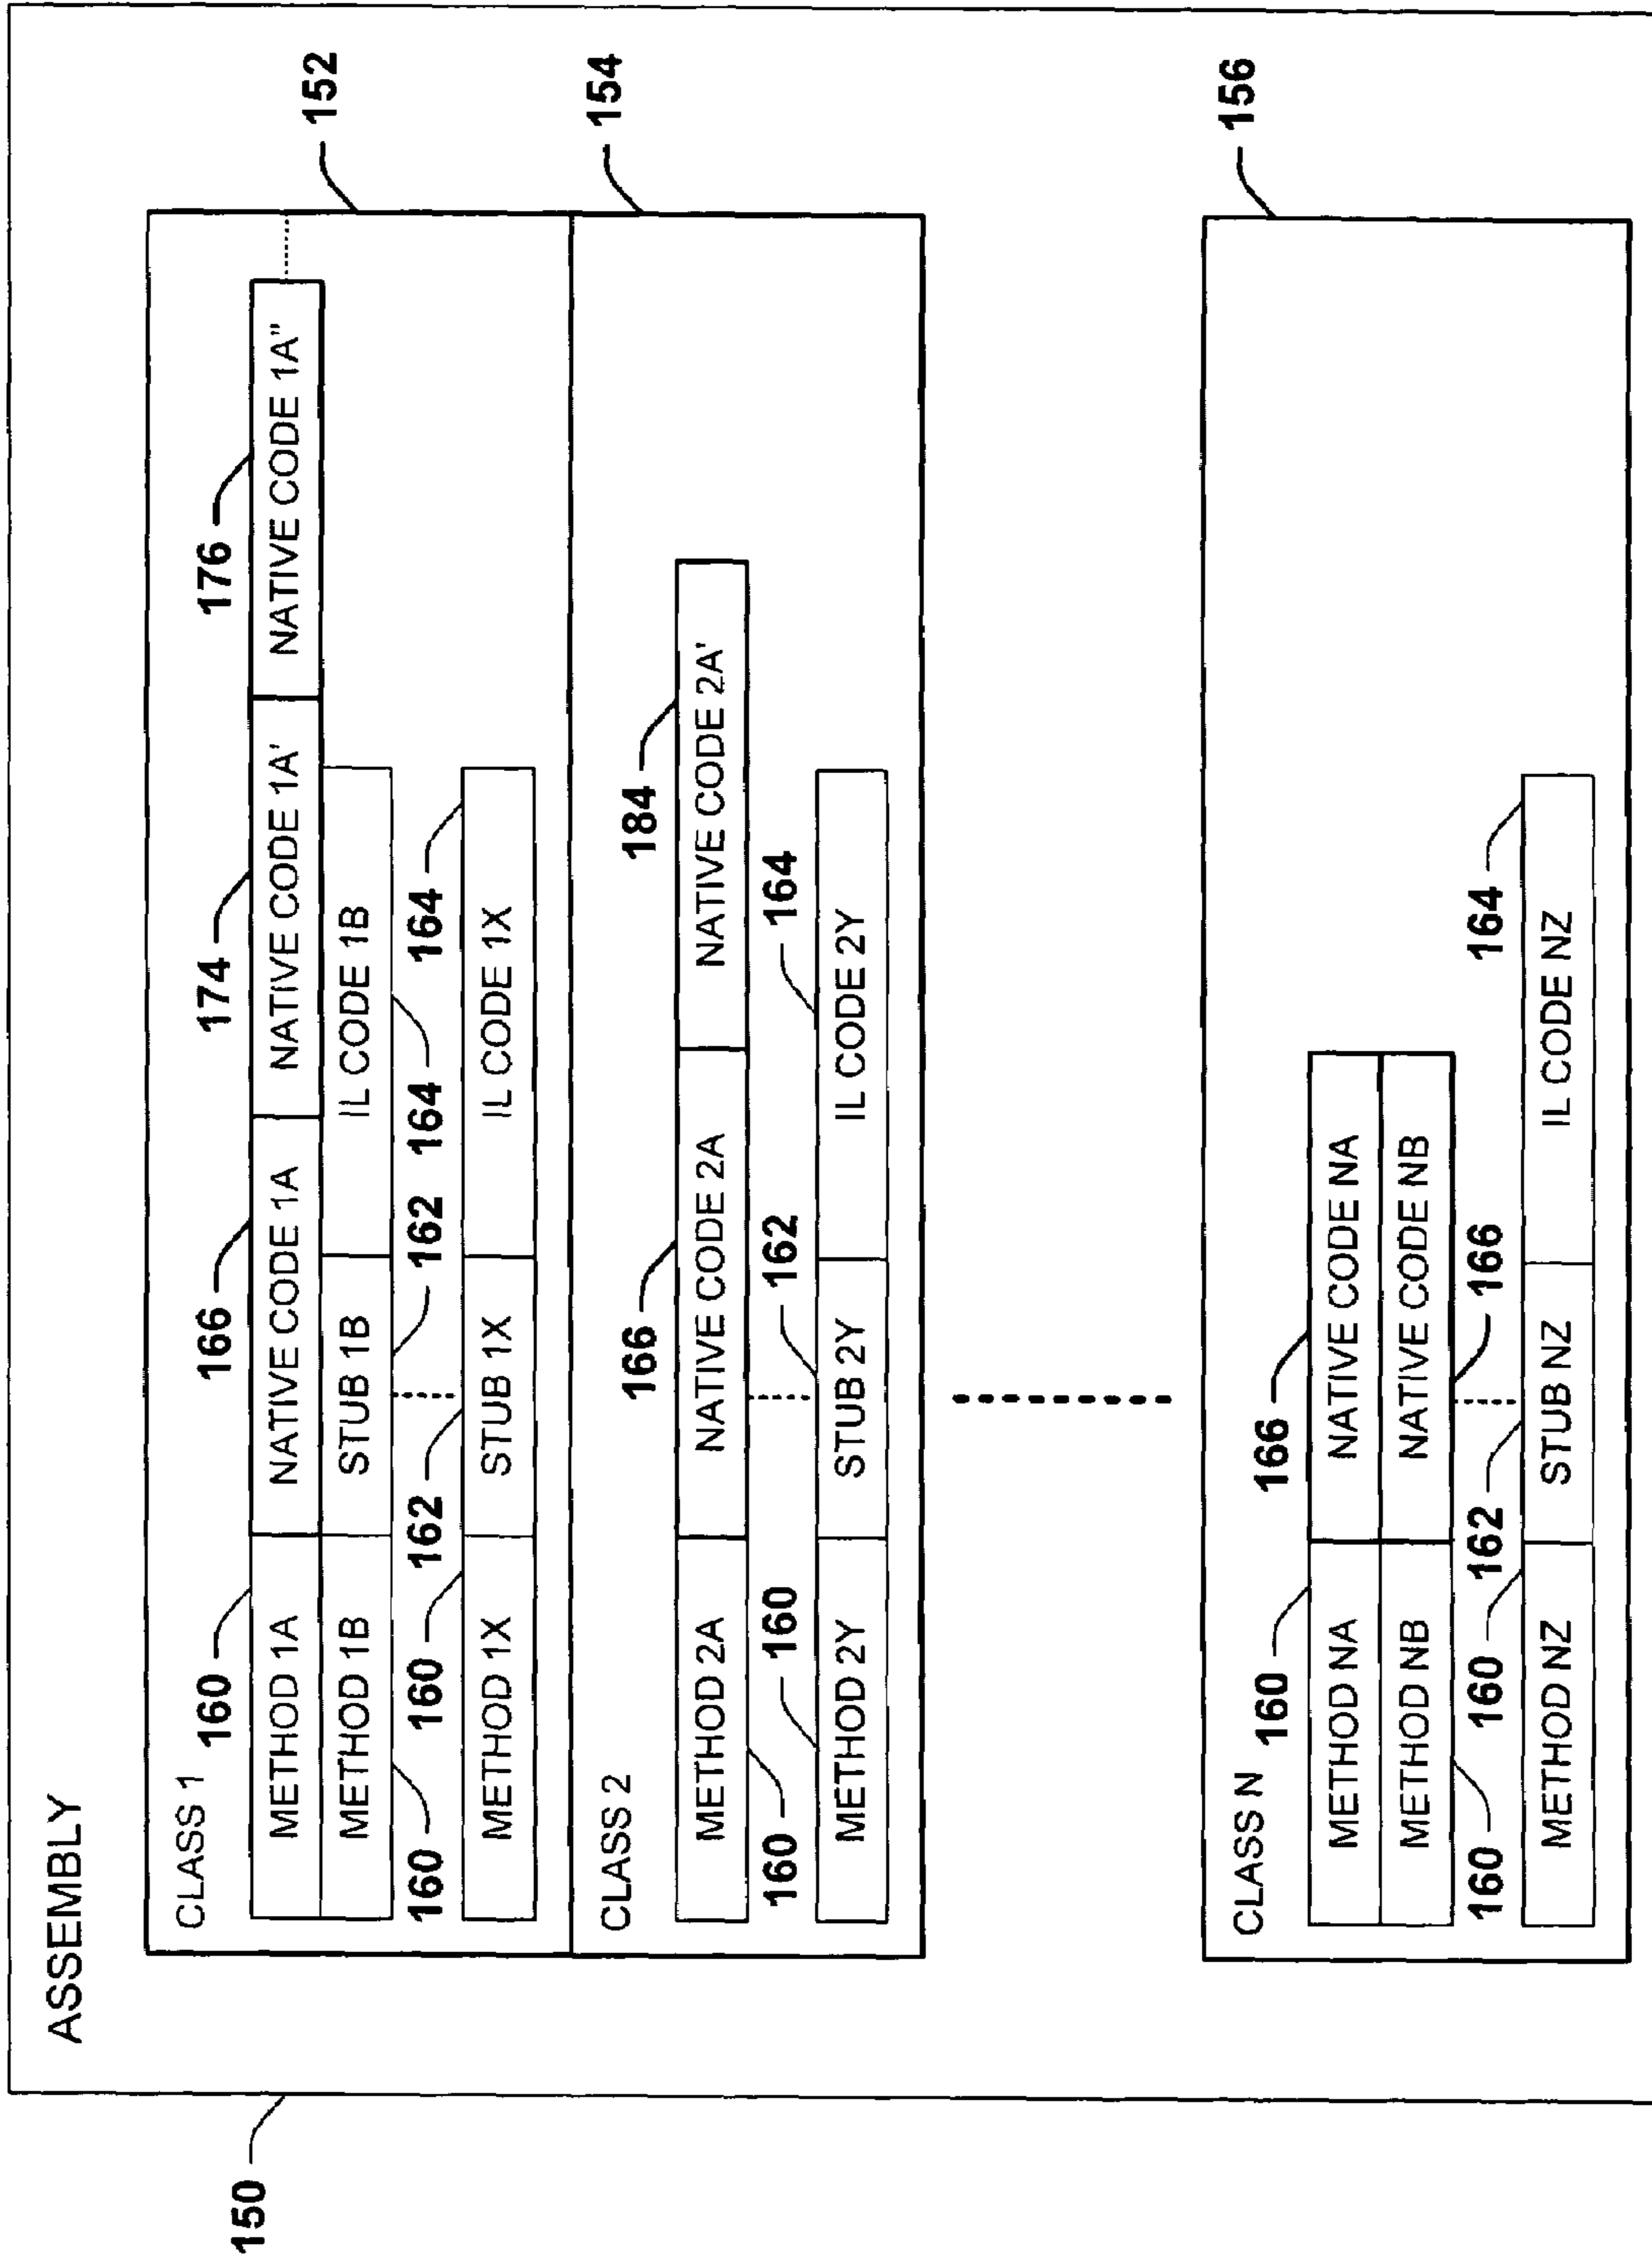 ASSEMBLY
150
CLASS 1
152
160
166
174
176
METHOD 1A
NATIVE CODE 1A
NATIVE CODE 1A'
NATIVE CODE 1A"
METHOD 1B
STUB 1B
IL CODE 1B
160
160
162
162
164
164
METHOD 1X
STUB 1X
IL CODE 1X
CLASS 2
154
166
184
METHOD 2A
NATIVE CODE 2A
NATIVE CODE 2A'
160
160
162
164
METHOD 2Y
STUB 2Y
IL CODE 2Y
CLASS N
156
160
166
METHOD NA
NATIVE CODE NA
METHOD NB
NATIVE CODE NB
160
160
162
166
164
METHOD NZ
STUB NZ
IL CODE NZ